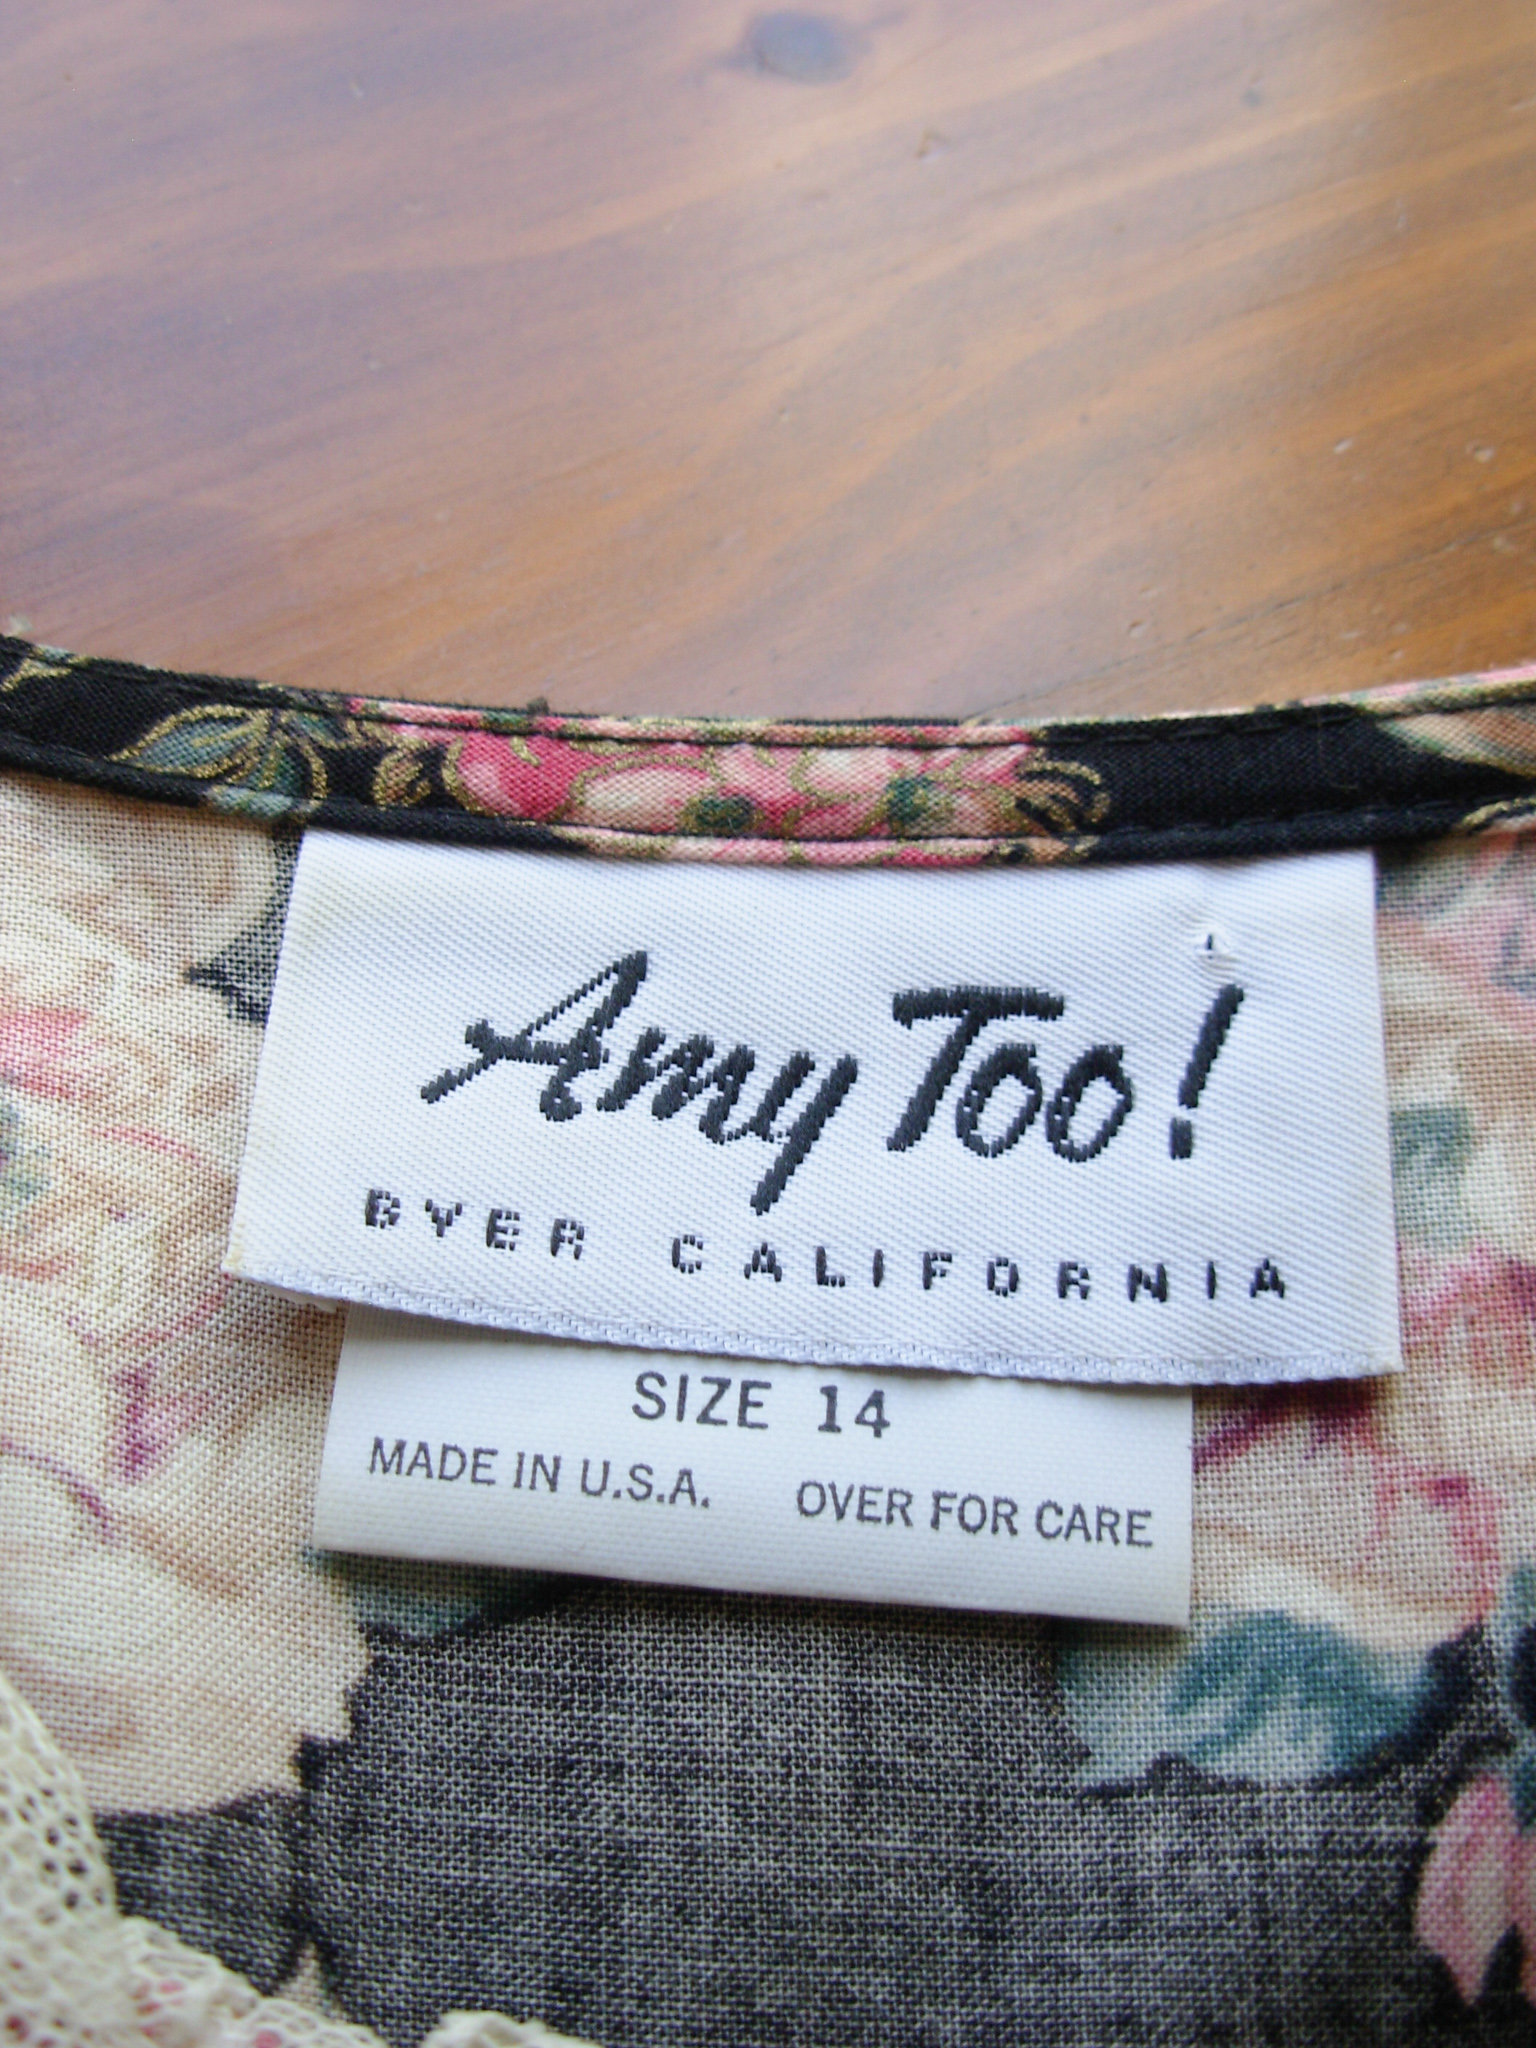 Amy Too!
BYER CALIFORNIA
SIZE 14
MADE IN U.S.A. OVER FOR CARE